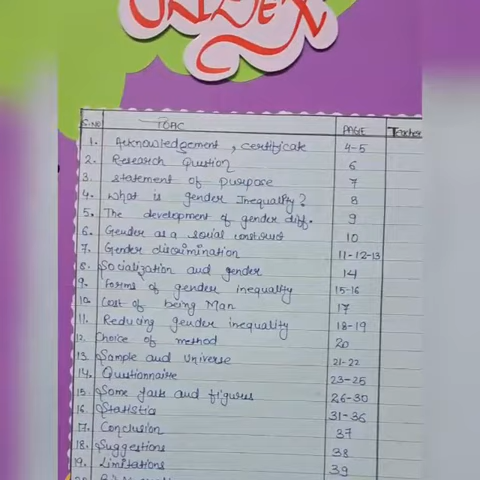 INDEX
S.NO TOPIC PAGE Teacher
1. Acknowledgement, certificate 4-5
2. Research Question 6
3. Statement of purpose 7
4. What is gender Inequality? 8
5. The development of gender diff. 9
6. Gender as a social construct 10
7. Gender discrimination 11-12-13
8. Socialization and gender 14
9. Forms of gender inequality 15-16
10. Cost of being Man 17
11. Reducing gender inequality 18-19
12. Choice of method 20
13. Sample and Universe 21-22
14. Questionnaire 23-25
15. Some facts and figures 26-30
16. Statistics 31-36
17. Conclusion 37
18. Suggestions 38
19. Limitations 39